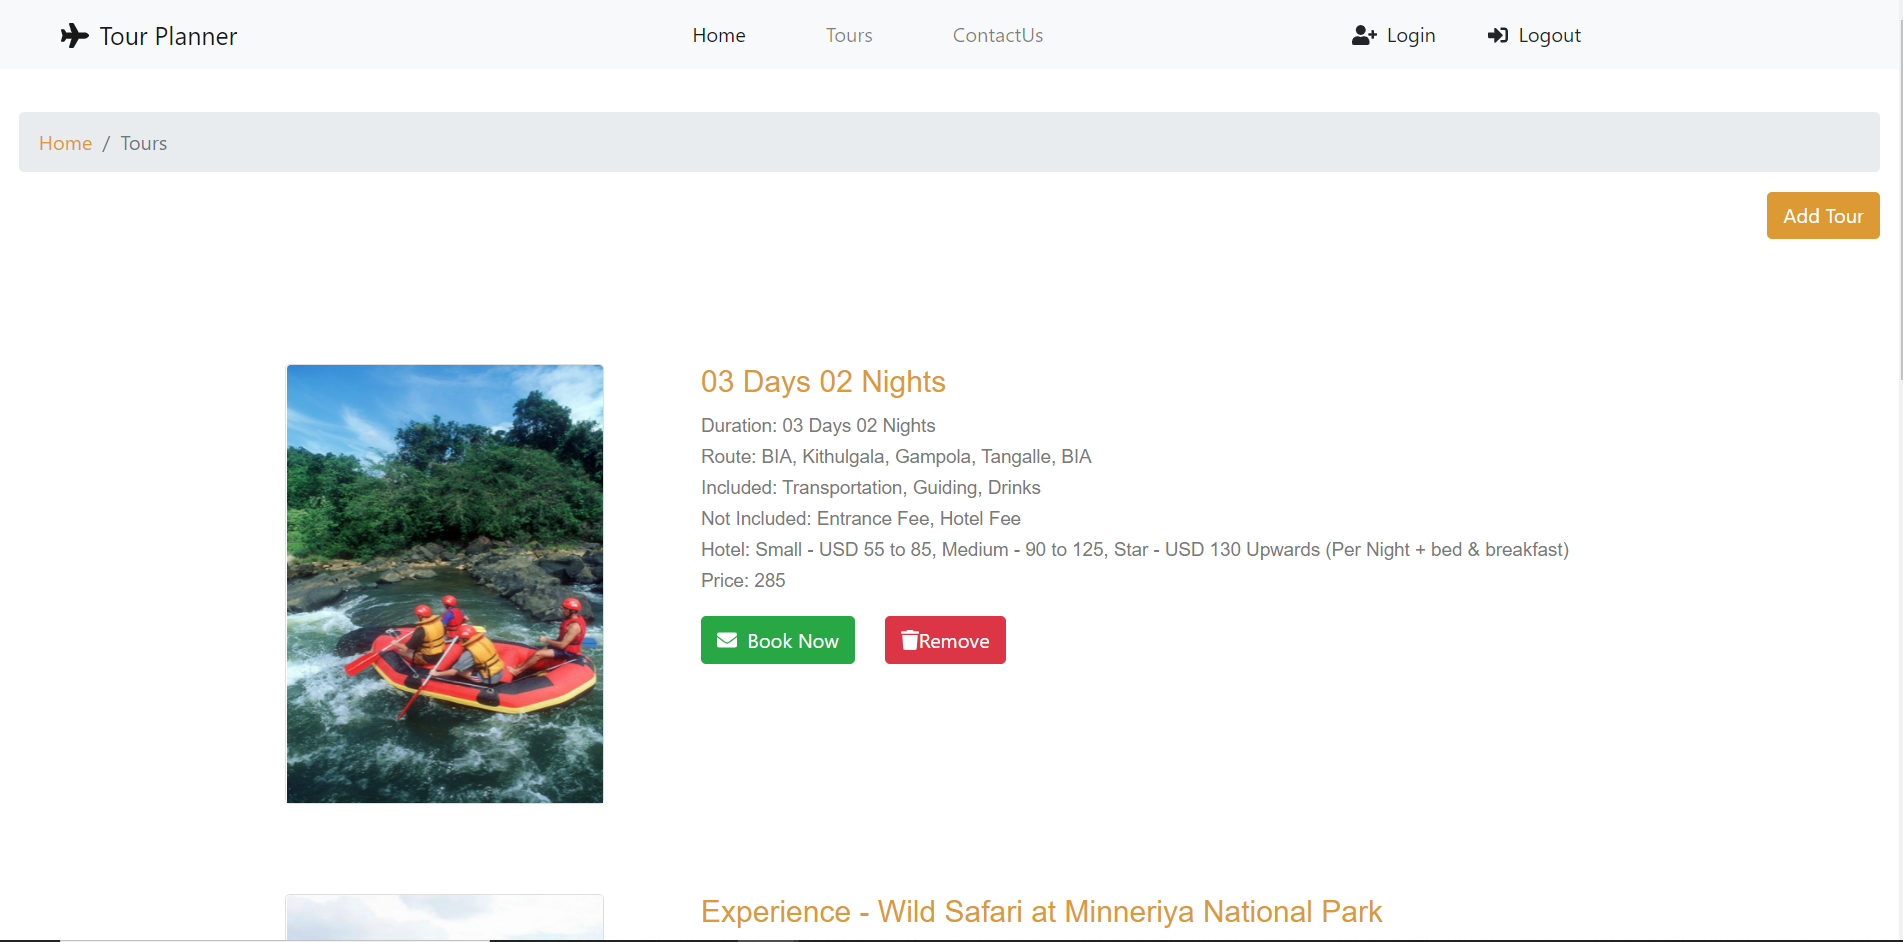 Tour Planner
Home
Tours
ContactUs
Login
Logout
Home / Tours
Add Tour
03 Days 02 Nights
Duration: 03 Days 02 Nights
Route: BIA, Kithulgala, Gampola, Tangalle, BIA
Included: Transportation, Guiding, Drinks
Not Included: Entrance Fee, Hotel Fee
Hotel: Small - USD 55 to 85, Medium - 90 to 125, Star - USD 130 Upwards (Per Night + bed & breakfast)
Price: 285
Book Now
Remove
Experience - Wild Safari at Minneriya National Park